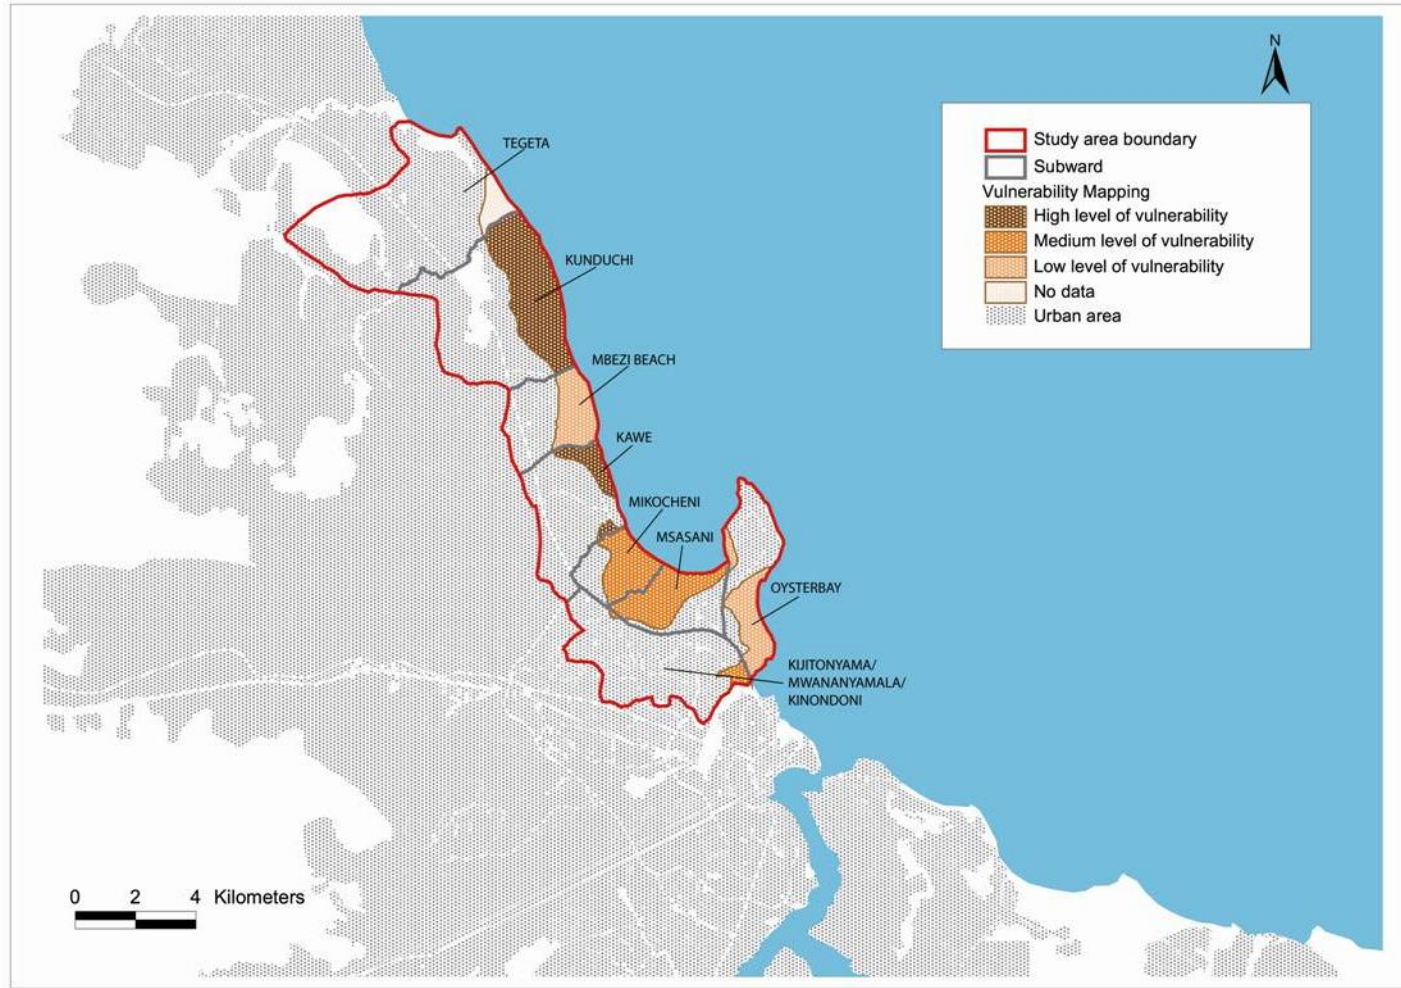 N
Study area boundary
Subward
Vulnerability Mapping
High level of vulnerability
Medium level of vulnerability
Low level of vulnerability
No data
Urban area
TEGETA
KUNDUCHI
MBEZI BEACH
KAWE
MIKOCHENI
MSASANI
OYSTERBAY
KIJITONYAMA/
MWANANYAMALA/
KINONDONI
0 2 4 Kilometers